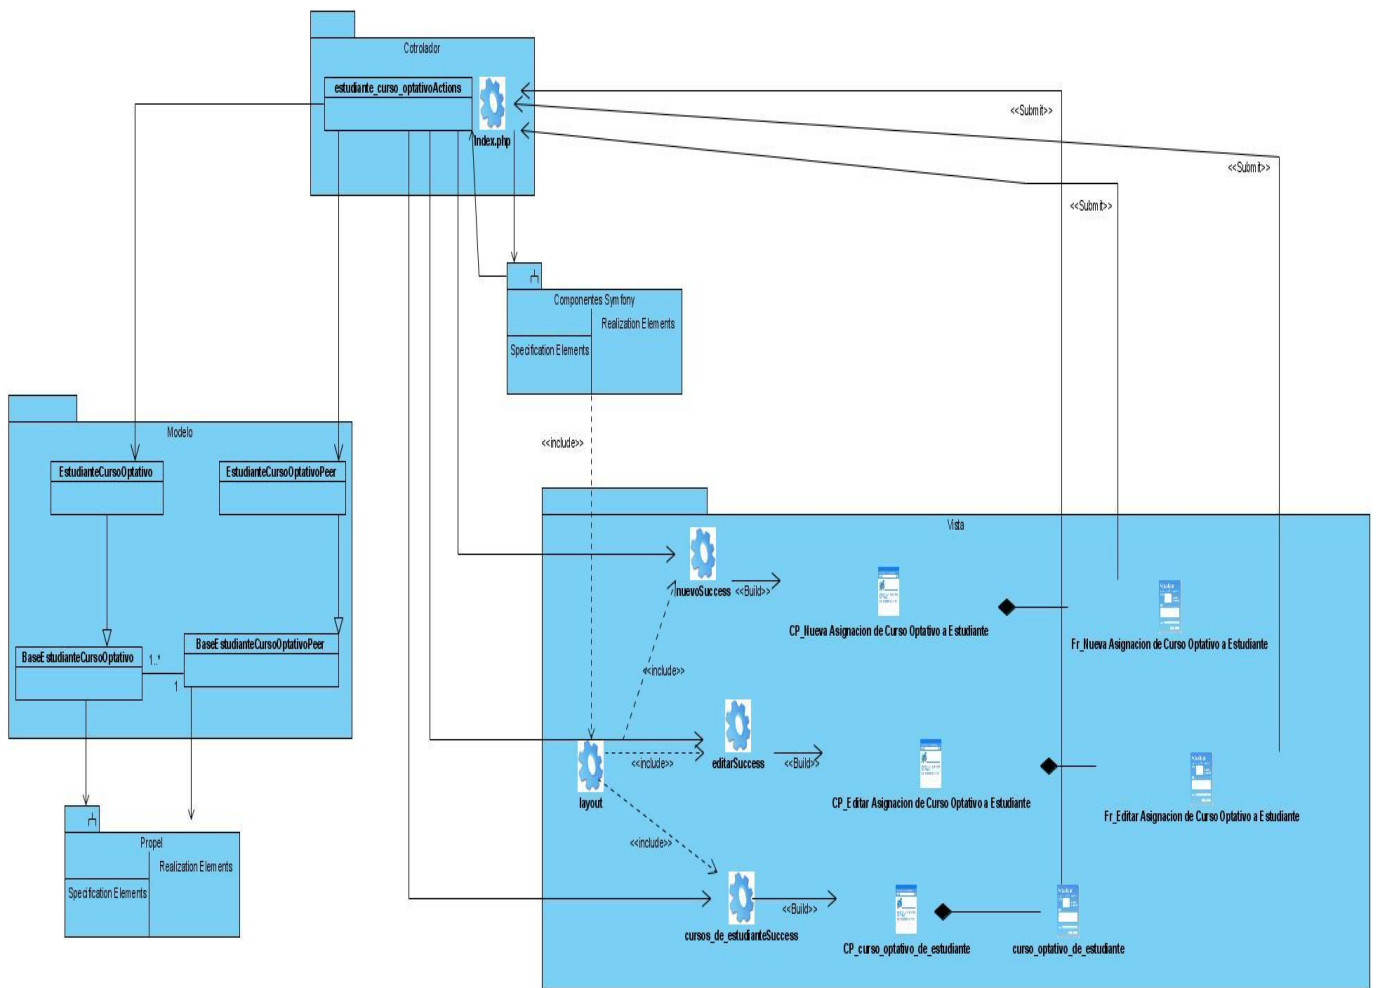 Cotrolador
estudiante_curso_optativoActions
Index.php
<<Submit>>
<<Submit>>
<<Submit>>
Componentes Symfony
Realization Elements
Specification Elements
<<include>>
Modelo
EstudianteCursoOptativo
EstudianteCursoOptativoPeer
BaseEstudianteCursoOptativo
BaseEstudianteCursoOptativoPeer
1..*
1
Propel
Realization Elements
Specification Elements
Vista
nuevoSuccess
<<Build>>
CP_Nueva Asignacion de Curso Optativo a Estudiante
Fr_Nueva Asignacion de Curso Optativo a Estudiante
<<include>>
layout
<<include>>
editarSuccess
<<Build>>
CP_Editar Asignacion de Curso Optativo a Estudiante
Fr_Editar Asignacion de Curso Optativo a Estudiante
<<include>>
cursos_de_estudianteSuccess
<<Build>>
CP_curso_optativo_de_estudiante
curso_optativo_de_estudiante